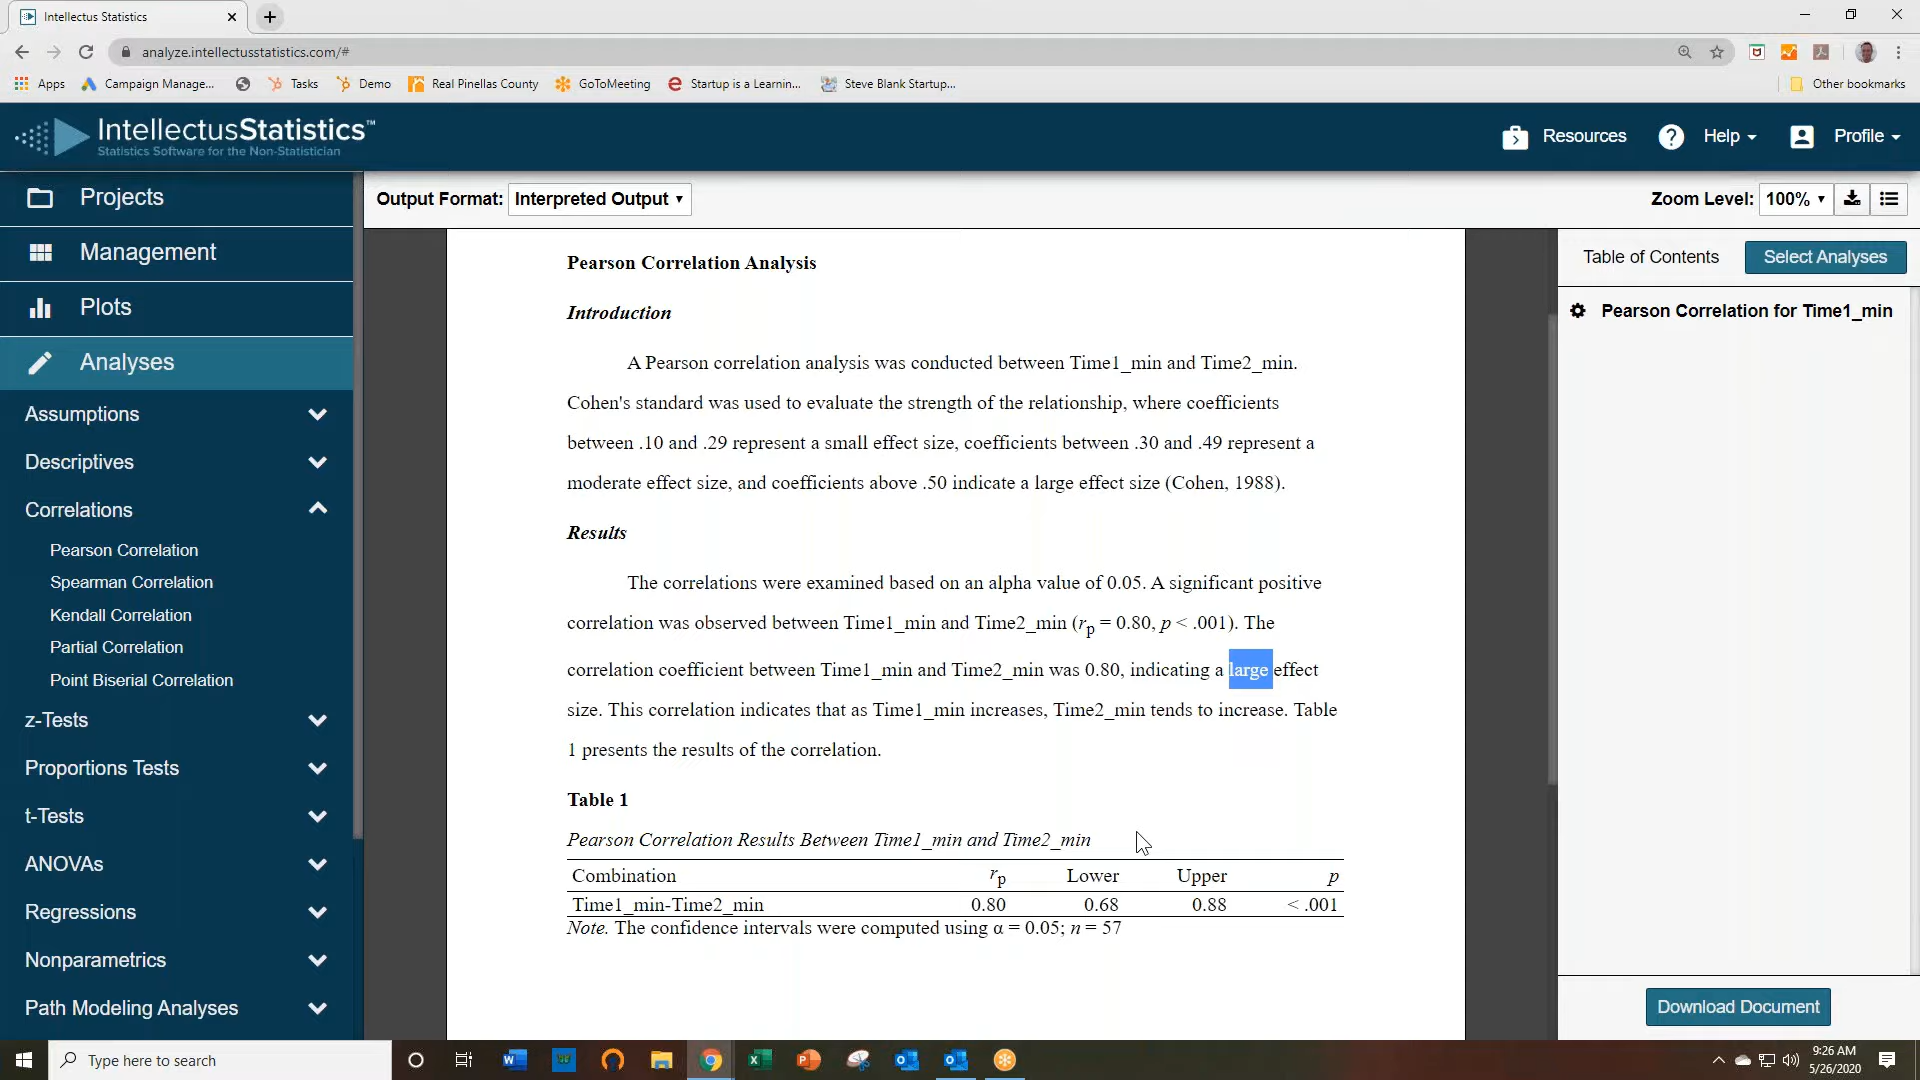 Intellectus Statistics
analyze.intellectusstatistics.com/#
Apps Campaign Manage... Tasks Demo Real Pinellas County GoToMeeting Startup is a Learnin... Steve Blank Startup... Other bookmarks
IntellectusStatistics™
Statistics Software for the Non-Statistician
Resources Help Profile
Projects
Management
Plots
Analyses
Assumptions
Descriptives
Correlations
Pearson Correlation
Spearman Correlation
Kendall Correlation
Partial Correlation
Point Biserial Correlation
z-Tests
Proportions Tests
t-Tests
ANOVAs
Regressions
Nonparametrics
Path Modeling Analyses
Output Format: Interpreted Output
Zoom Level: 100%
Pearson Correlation Analysis
Introduction
A Pearson correlation analysis was conducted between Time1_min and Time2_min.
Cohen's standard was used to evaluate the strength of the relationship, where coefficients
between .10 and .29 represent a small effect size, coefficients between .30 and .49 represent a
moderate effect size, and coefficients above .50 indicate a large effect size (Cohen, 1988).
Results
The correlations were examined based on an alpha value of 0.05. A significant positive
correlation was observed between Time1_min and Time2_min (rp = 0.80, p < .001). The
correlation coefficient between Time1_min and Time2_min was 0.80, indicating a large effect
size. This correlation indicates that as Time1_min increases, Time2_min tends to increase. Table
1 presents the results of the correlation.
Table 1
Pearson Correlation Results Between Time1_min and Time2_min
Combination rp Lower Upper p
Time1_min-Time2_min 0.80 0.68 0.88 < .001
Note. The confidence intervals were computed using α = 0.05; n = 57
Table of Contents Select Analyses
Pearson Correlation for Time1_min
Download Document
Type here to search
9:26 AM
5/26/2020